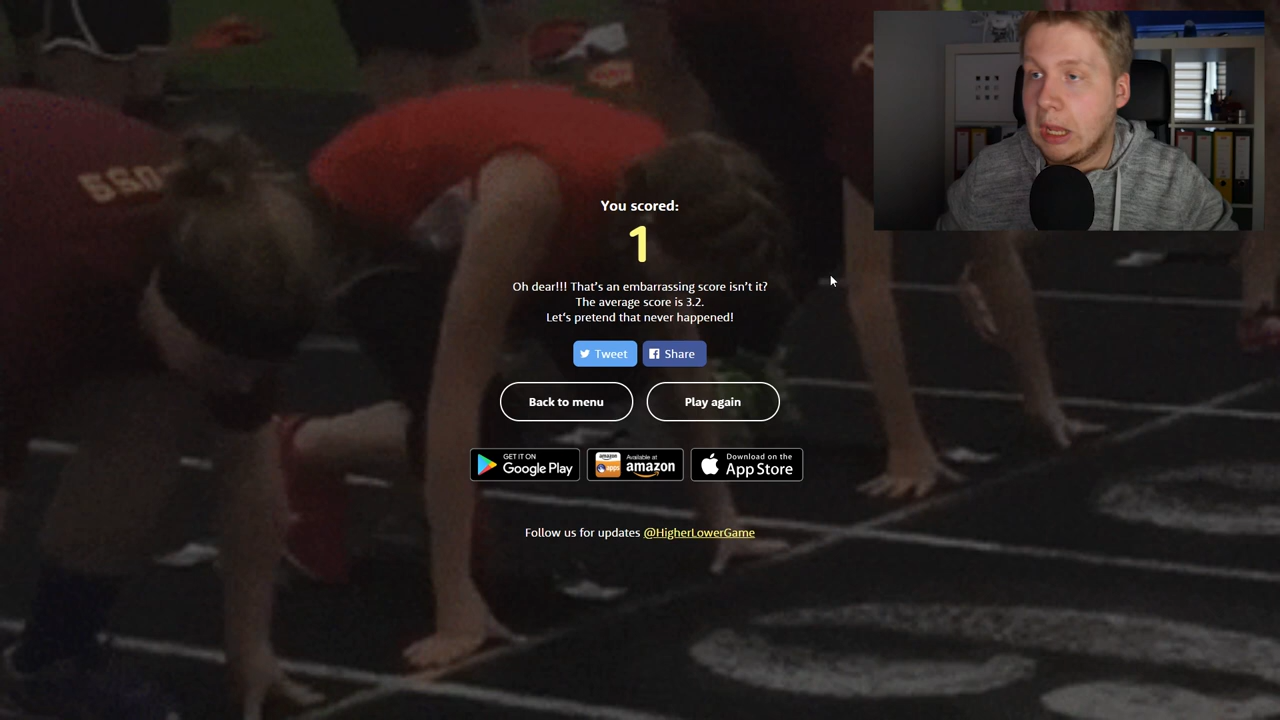 You scored:
1
Oh dear!!! That's an embarrassing score isn't it?
The average score is 3.2.
Let's pretend that never happened!
Tweet
Share
Back to menu
Play again
GET IT ON
Google Play
Available at
amazon
Download on the
App Store
Follow us for updates @HigherLowerGame